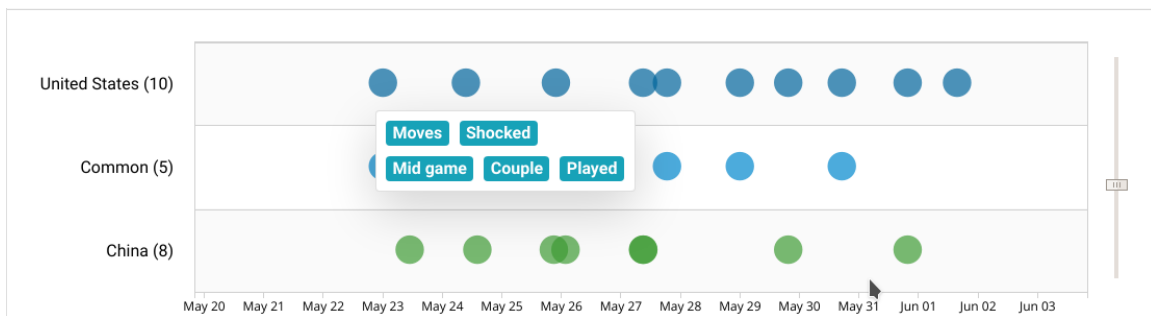 United States (10)
Moves Shocked
Common (5)
Mid game Couple Played
China (8)
May 20 May 21 May 22 May 23 May 24 May 25 May 26 May 27 May 28 May 29 May 30 May 31 Jun 01 Jun 02 Jun 03